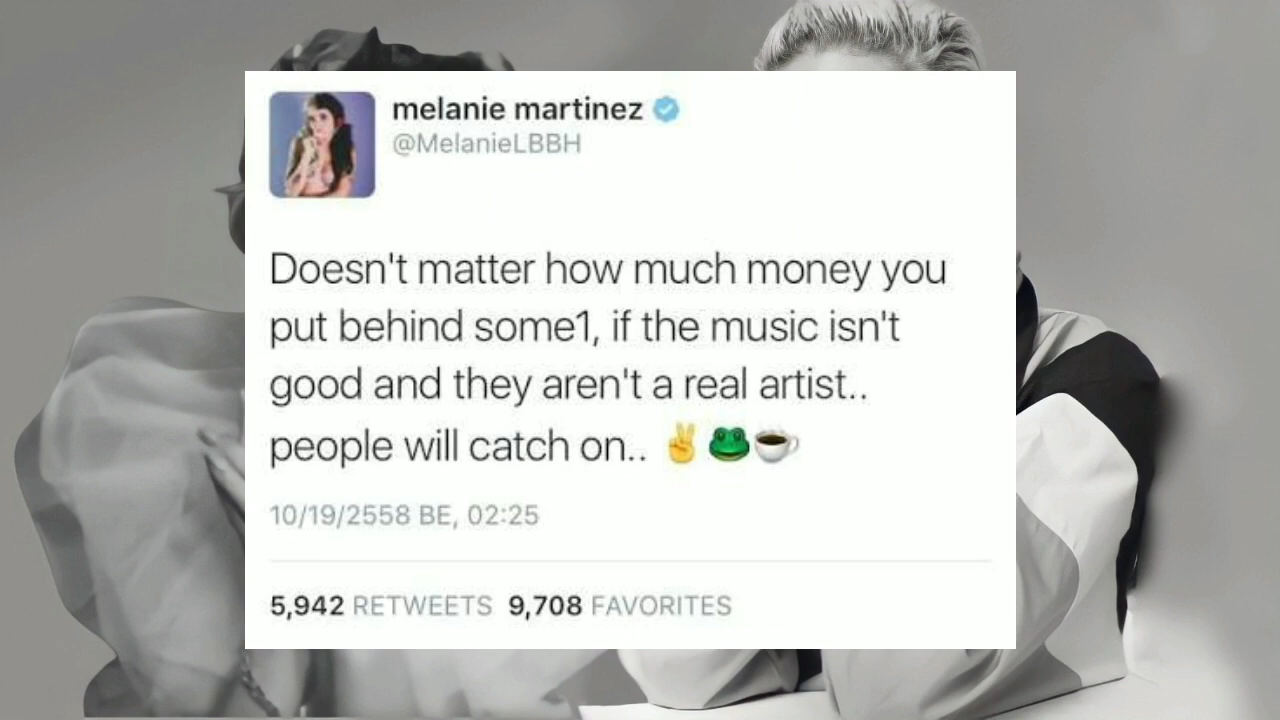 melanie martinez
@MelanieLBBH
Doesn't matter how much money you
put behind some1, if the music isn't
good and they aren't a real artist..
people will catch on.. ✌️🐸☕️
10/19/2558 BE, 02:25
5,942 RETWEETS 9,708 FAVORITES